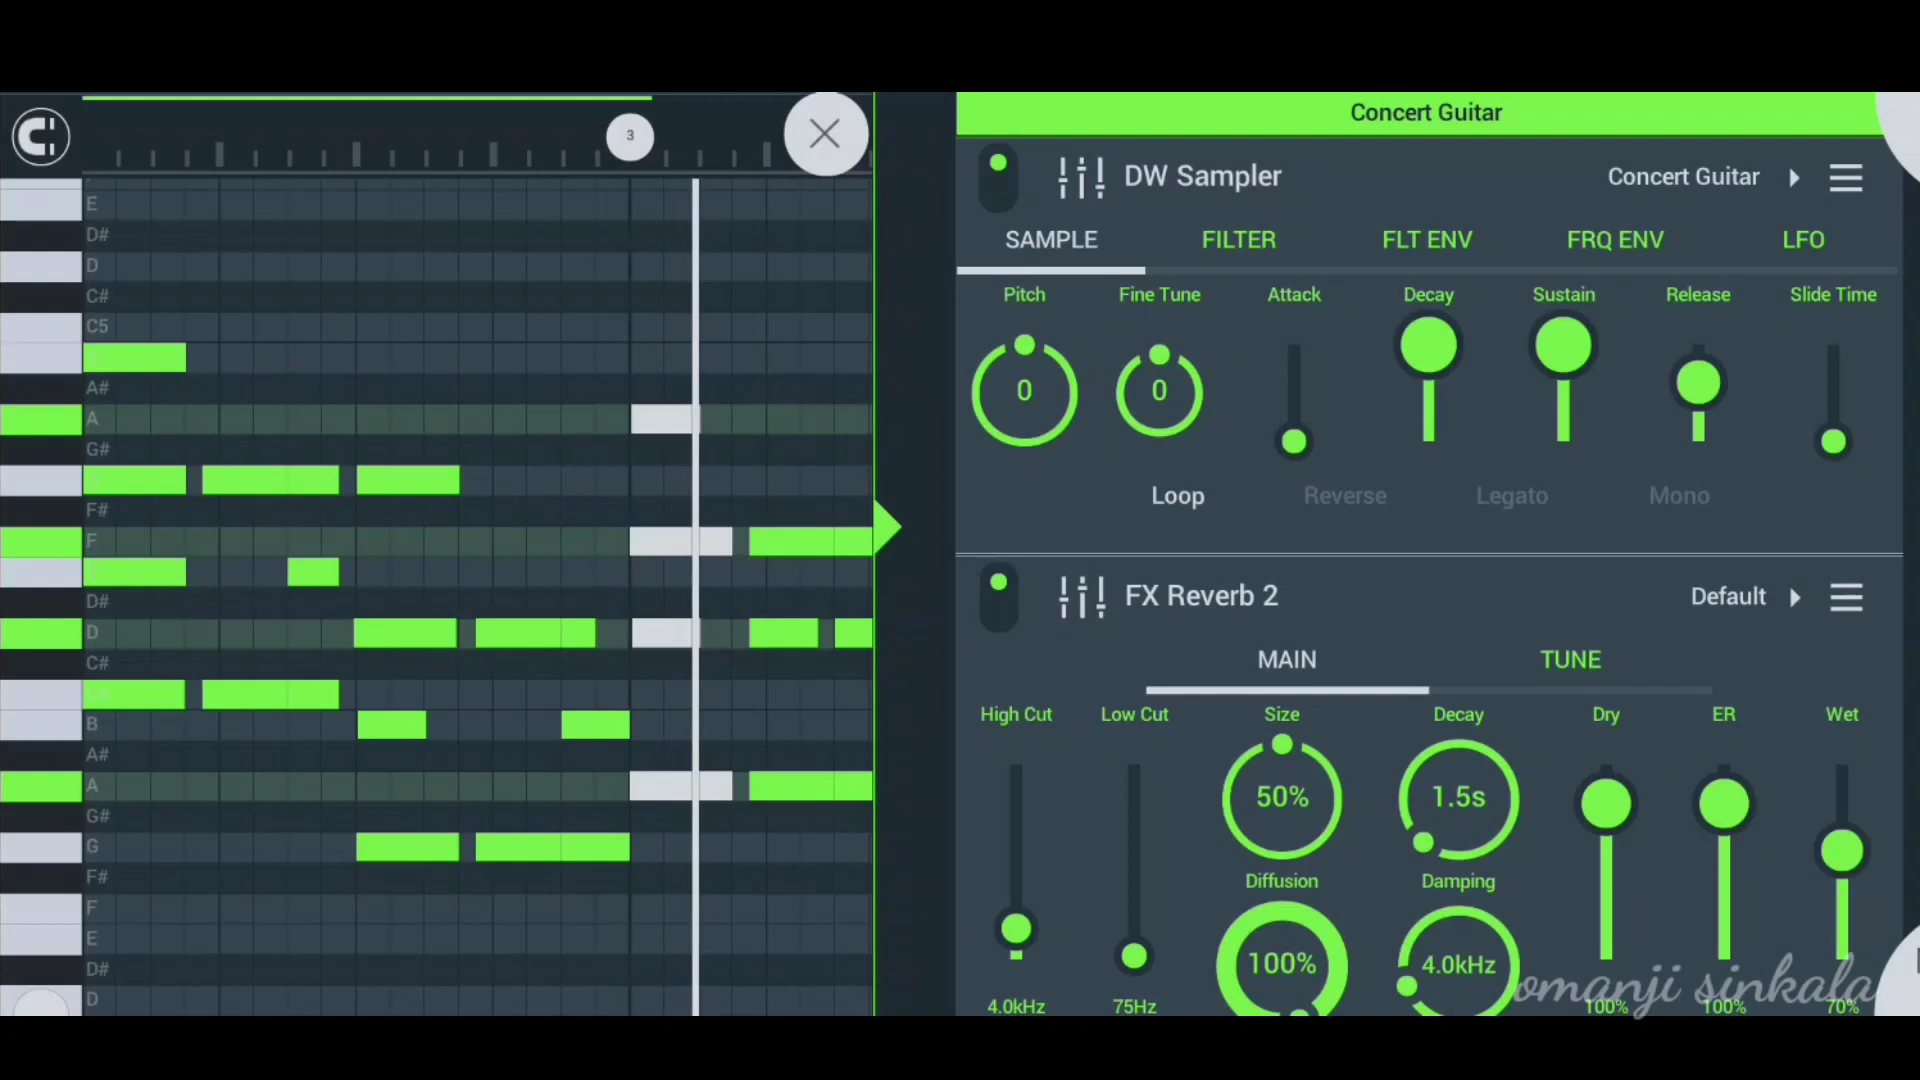 Concert Guitar
3
DW Sampler
Concert Guitar
SAMPLE FILTER FLT ENV FRQ ENV LFO
Pitch Fine Tune Attack Decay Sustain Release Slide Time
0 0
Loop Reverse Legato Mono
FX Reverb 2
Default
MAIN TUNE
High Cut Low Cut Size Decay Dry ER Wet
50% 1.5s
Diffusion Damping
100% 4.0kHz
4.0kHz 75Hz 100% 100% 70%
omanji sinkala
E
D#
D
C#
C5
A#
A
G#
F#
F
D#
D
C#
B
A#
A
G#
G
F#
F
E
D#
D